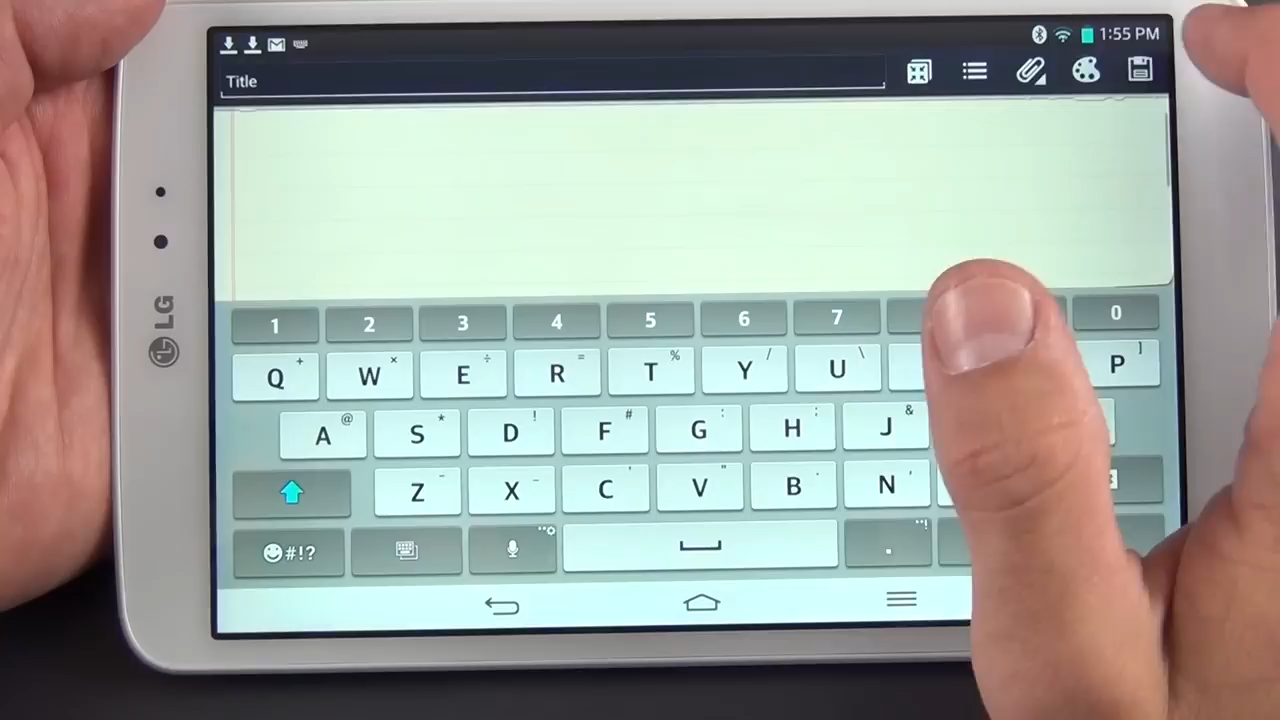 1:55 PM
Title
LG
1 2 3 4 5 6 7 0
Q + W × E ÷ R = T % Y / U \ P ]
A @ S * D ! F # G : H ; J &
Z - X _ C ' V " B . N ,
#!? .